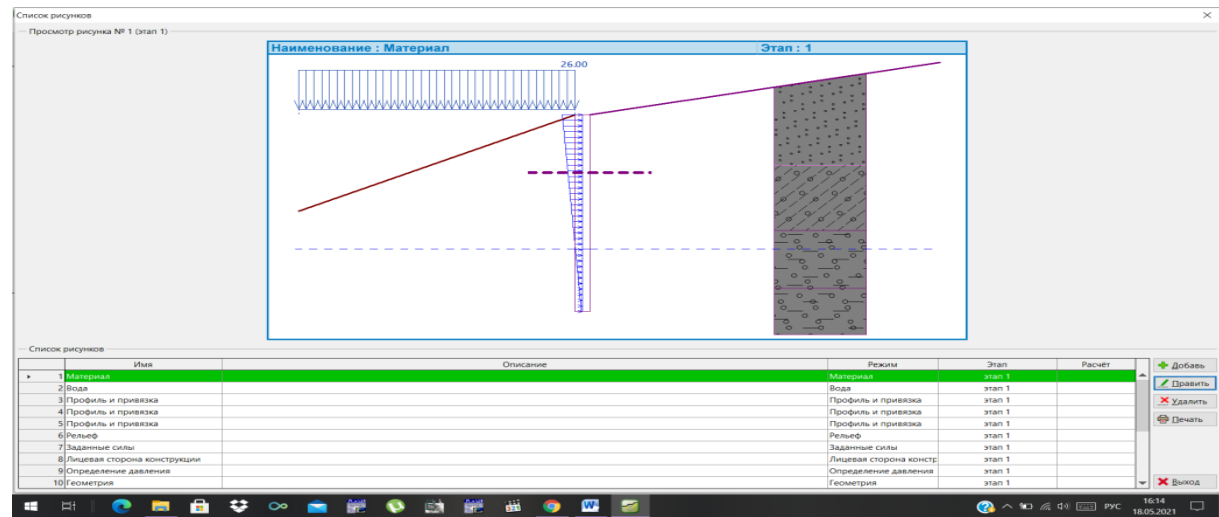 Список рисунков
Просмотр рисунка № 1 (этап 1)
Наименование : Материал Этап : 1
26.00
Список рисунков
Имя Описание Режим Этап Расчёт
1 Материал Материал этап 1
2 Вода Вода этап 1
3 Профиль и привязка Профиль и привязка этап 1
4 Профиль и привязка Профиль и привязка этап 1
5 Профиль и привязка Профиль и привязка этап 1
6 Рельеф Рельеф этап 1
7 Заданные силы Заданные силы этап 1
8 Лицевая сторона конструкции Лицевая сторона констр этап 1
9 Определение давления Определение давления этап 1
10 Геометрия Геометрия этап 1
Добавь
Править
Удалить
Печать
Выход
РУС
16:14
18.05.2021